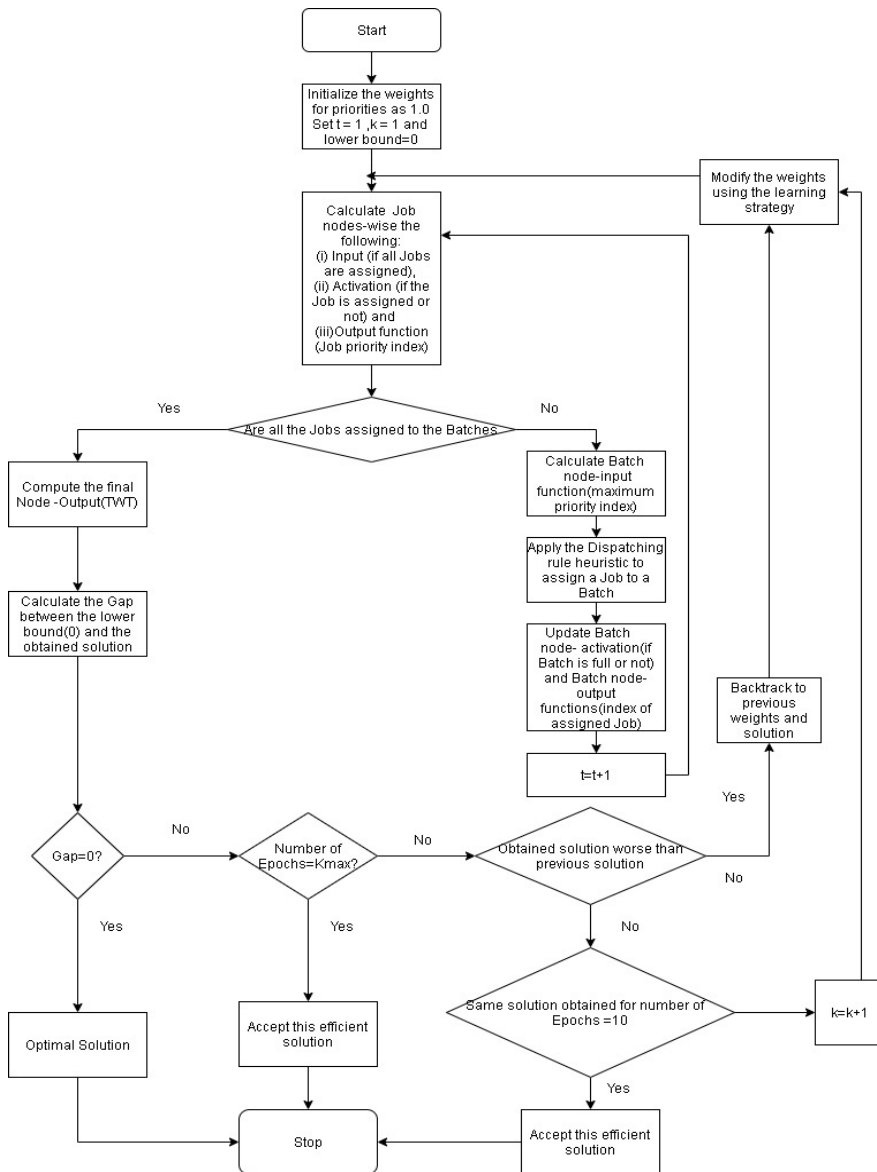 Start
Initialize the weights
for priorities as 1.0
Set t = 1 ,k = 1 and
lower bound=0
Modify the weights
using the learning
strategy
Calculate Job
nodes-wise the
following:
(i) Input (if all Jobs
are assigned),
(ii) Activation (if the
Job is assigned or
not) and
(iii)Output function
(Job priority index)
Yes
Are all the Jobs assigned to the Batches
No
Compute the final
Node -Output(TWT)
Calculate Batch
node-input
function(maximum
priority index)
Apply the Dispatching
rule heuristic to
assign a Job to a
Batch
Calculate the Gap
between the lower
bound(0) and the
obtained solution
Update Batch
node- activation(if
Batch is full or not)
and Batch node-
output
functions(index of
assigned Job)
Backtrack to
previous
weights and
solution
t=t+1
Yes
Gap=0?
No
Number of
Epochs=Kmax?
No
Obtained solution worse than
previous solution
No
Yes
Yes
No
Same solution obtained for number of
Epochs =10
k=k+1
Optimal Solution
Accept this efficient
solution
Yes
Stop
Accept this efficient
solution